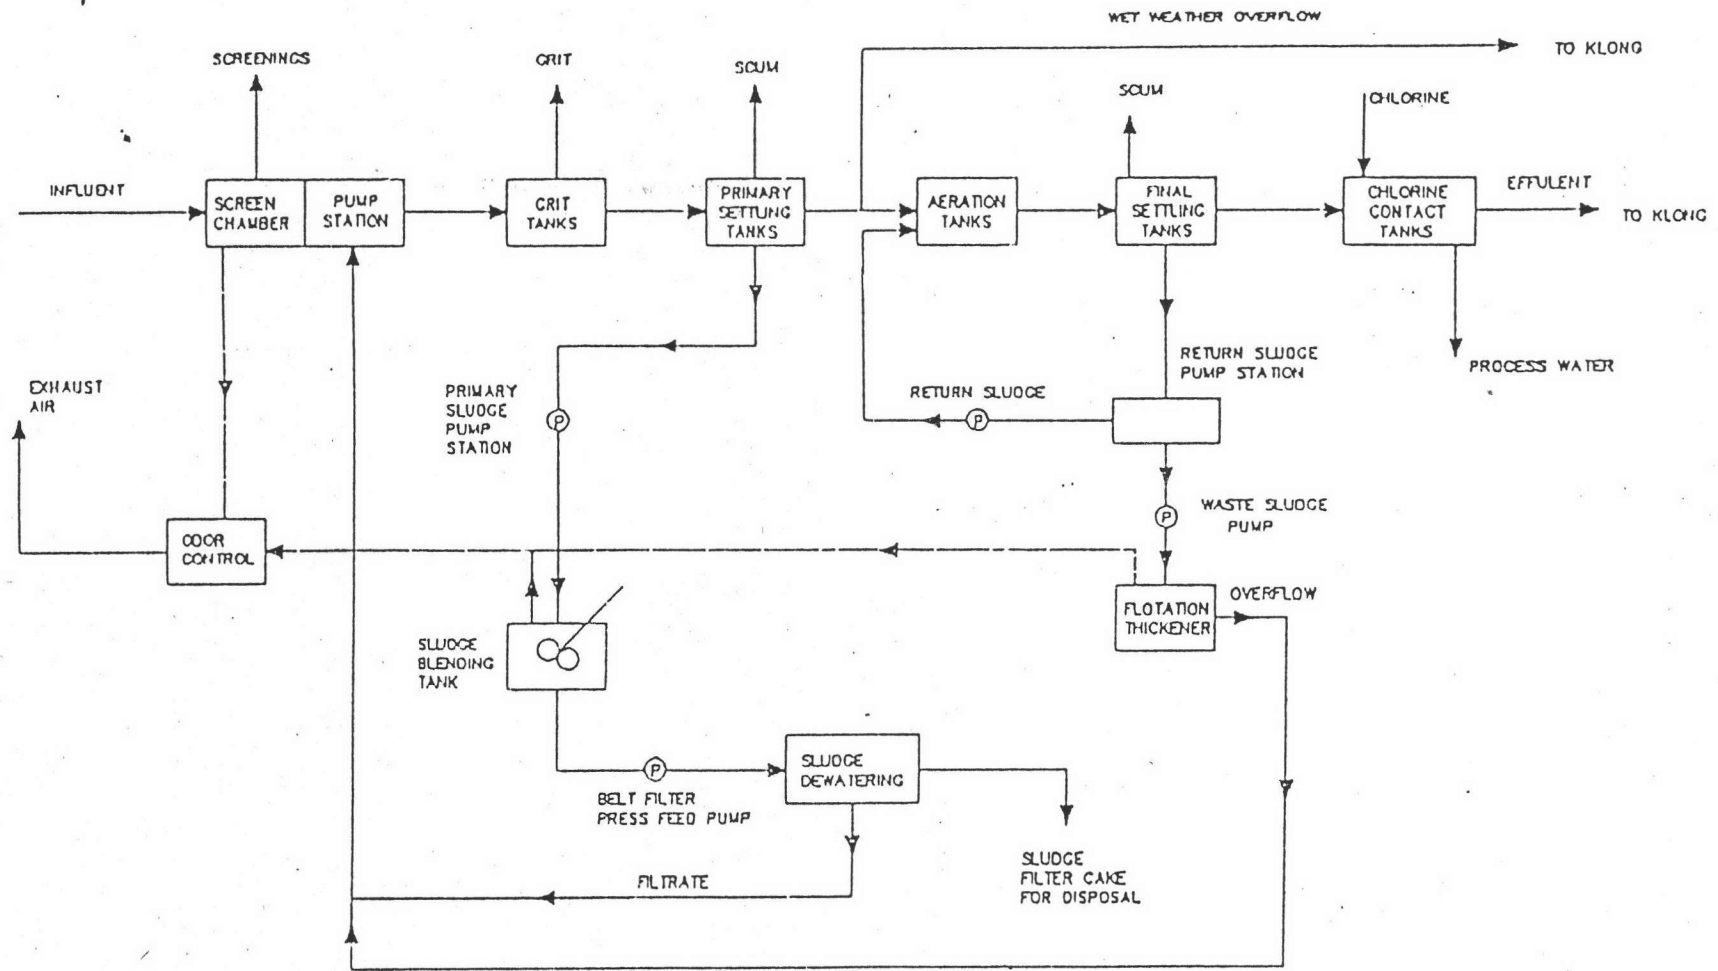 WET WEATHER OVERFLOW
TO KLONG
SCREENINGS
GRIT
SCUM
SCUM
CHLORINE
INFLUENT
SCREEN
CHAMBER
PUMP
STATION
GRIT
TANKS
PRIMARY
SETTLING
TANKS
AERATION
TANKS
FINAL
SETTLING
TANKS
CHLORINE
CONTACT
TANKS
EFFULENT
TO KLONG
EXHAUST
AIR
PRIMARY
SLUDGE
PUMP
STATION
P
RETURN SLUDGE
P
RETURN SLUDGE
PUMP STATION
PROCESS WATER
ODOR
CONTROL
P
WASTE SLUDGE
PUMP
FLOTATION
THICKENER
OVERFLOW
SLUDGE
BLENDING
TANK
P
BELT FILTER
PRESS FEED PUMP
SLUDGE
DEWATERING
SLUDGE
FILTER CAKE
FOR DISPOSAL
FILTRATE